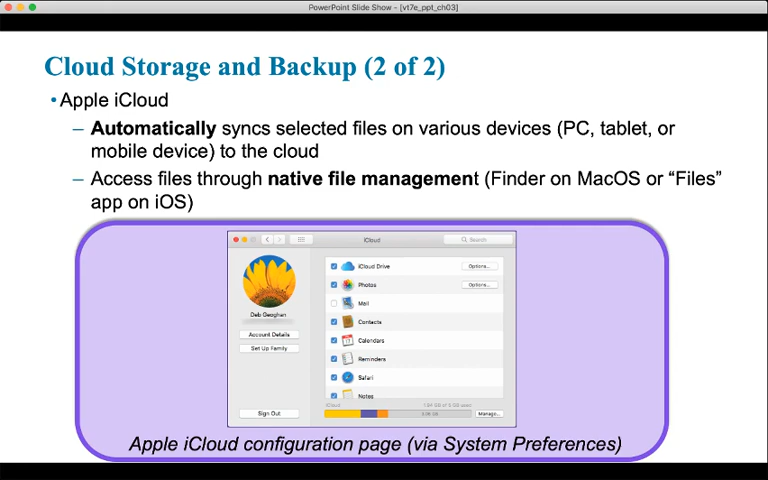 PowerPoint Slide Show - [vt7e_ppt_ch03]
Cloud Storage and Backup (2 of 2)
• Apple iCloud
– Automatically syncs selected files on various devices (PC, tablet, or
mobile device) to the cloud
– Access files through native file management (Finder on MacOS or “Files”
app on iOS)
iCloud
Search
iCloud Drive
Options...
Photos
Options...
Mail
Deb Geoghan
Contacts
Account Details
Calendars
Set Up Family
Reminders
Safari
Notes
iCloud
Sign Out
Manage...
Apple iCloud configuration page (via System Preferences)